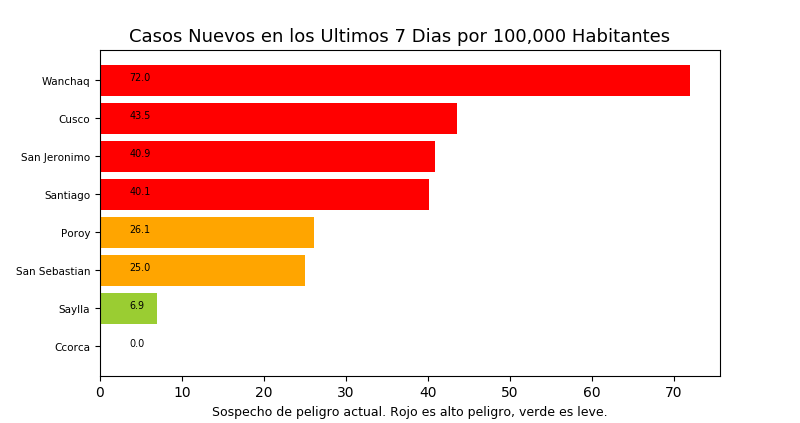 Casos Nuevos en los Ultimos 7 Dias por 100,000 Habitantes
Wanchaq 72.0
Cusco 43.5
San Jeronimo 40.9
Santiago 40.1
Poroy 26.1
San Sebastian 25.0
Saylla 6.9
Ccorca 0.0
0 10 20 30 40 50 60 70
Sospecho de peligro actual. Rojo es alto peligro, verde es leve.